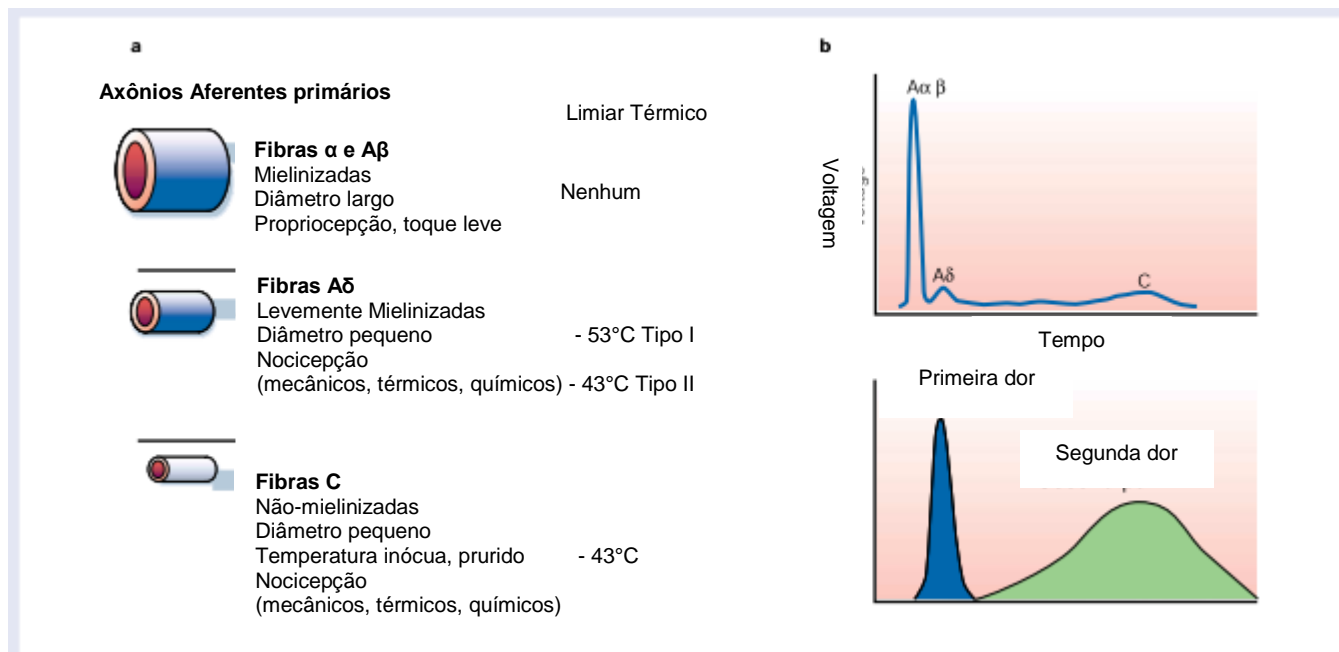 a
Axônios Aferentes primários
Limiar Térmico
Fibras α e Aβ
Mielinizadas
Diâmetro largo
Propriocepção, toque leve
Nenhum
Fibras Aδ
Levemente Mielinizadas
Diâmetro pequeno - 53°C Tipo I
Nocicepção
(mecânicos, térmicos, químicos) - 43°C Tipo II
Fibras C
Não-mielinizadas
Diâmetro pequeno
Temperatura inócua, prurido - 43°C
Nocicepção
(mecânicos, térmicos, químicos)
b
Aα β
Voltagem
Aδ
C
Tempo
Primeira dor
Segunda dor